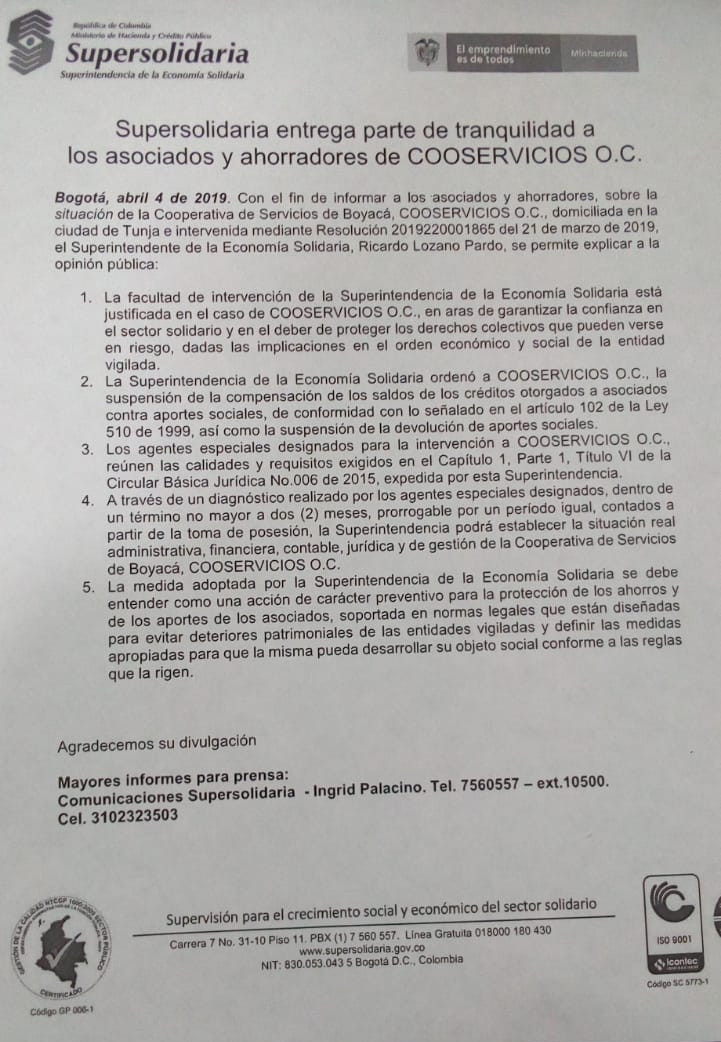 República de Colombia
Ministerio de Hacienda y Crédito Público
Supersolidaria
Superintendencia de la Economía Solidaria
El emprendimiento
es de todos
Minhacienda
Supersolidaria entrega parte de tranquilidad a
los asociados y ahorradores de COOSERVICIOS O.C.
Bogotá, abril 4 de 2019. Con el fin de informar a los asociados y ahorradores, sobre la
situación de la Cooperativa de Servicios de Boyacá, COOSERVICIOS O.C., domiciliada en la
ciudad de Tunja e intervenida mediante Resolución 2019220001865 del 21 de marzo de 2019,
el Superintendente de la Economía Solidaria, Ricardo Lozano Pardo, se permite explicar a la
opinión pública:
1. La facultad de intervención de la Superintendencia de la Economía Solidaria está
justificada en el caso de COOSERVICIOS O.C., en aras de garantizar la confianza en
el sector solidario y en el deber de proteger los derechos colectivos que pueden verse
en riesgo, dadas las implicaciones en el orden económico y social de la entidad
vigilada.
2. La Superintendencia de la Economía Solidaria ordenó a COOSERVICIOS O.C., la
suspensión de la compensación de los saldos de los créditos otorgados a asociados
contra aportes sociales, de conformidad con lo señalado en el artículo 102 de la Ley
510 de 1999, así como la suspensión de la devolución de aportes sociales.
3. Los agentes especiales designados para la intervención a COOSERVICIOS O.C.,
reúnen las calidades y requisitos exigidos en el Capítulo 1, Parte 1, Título VI de la
Circular Básica Jurídica No.006 de 2015, expedida por esta Superintendencia.
4. A través de un diagnóstico realizado por los agentes especiales designados, dentro de
un término no mayor a dos (2) meses, prorrogable por un período igual, contados a
partir de la toma de posesión, la Superintendencia podrá establecer la situación real
administrativa, financiera, contable, jurídica y de gestión de la Cooperativa de Servicios
de Boyacá, COOSERVICIOS O.C.
5. La medida adoptada por la Superintendencia de la Economía Solidaria se debe
entender como una acción de carácter preventivo para la protección de los ahorros y
de los aportes de los asociados, soportada en normas legales que están diseñadas
para evitar deterioros patrimoniales de las entidades vigiladas y definir las medidas
apropiadas para que la misma pueda desarrollar su objeto social conforme a las reglas
que la rigen.
Agradecemos su divulgación
Mayores informes para prensa:
Comunicaciones Supersolidaria - Ingrid Palacino. Tel. 7560557 – ext.10500.
Cel. 3102323503
GESTIÓN DE LA CALIDAD NTCGP 1000:2009 SECTOR PÚBLICO
CERTIFICADO
Código GP 006-1
Supervisión para el crecimiento social y económico del sector solidario
Carrera 7 No. 31-10 Piso 11. PBX (1) 7 560 557. Línea Gratuita 018000 180 430
www.supersolidaria.gov.co
NIT: 830.053.043 5 Bogotá D.C., Colombia
ISO 9001
icontec
Código SC 5773-1